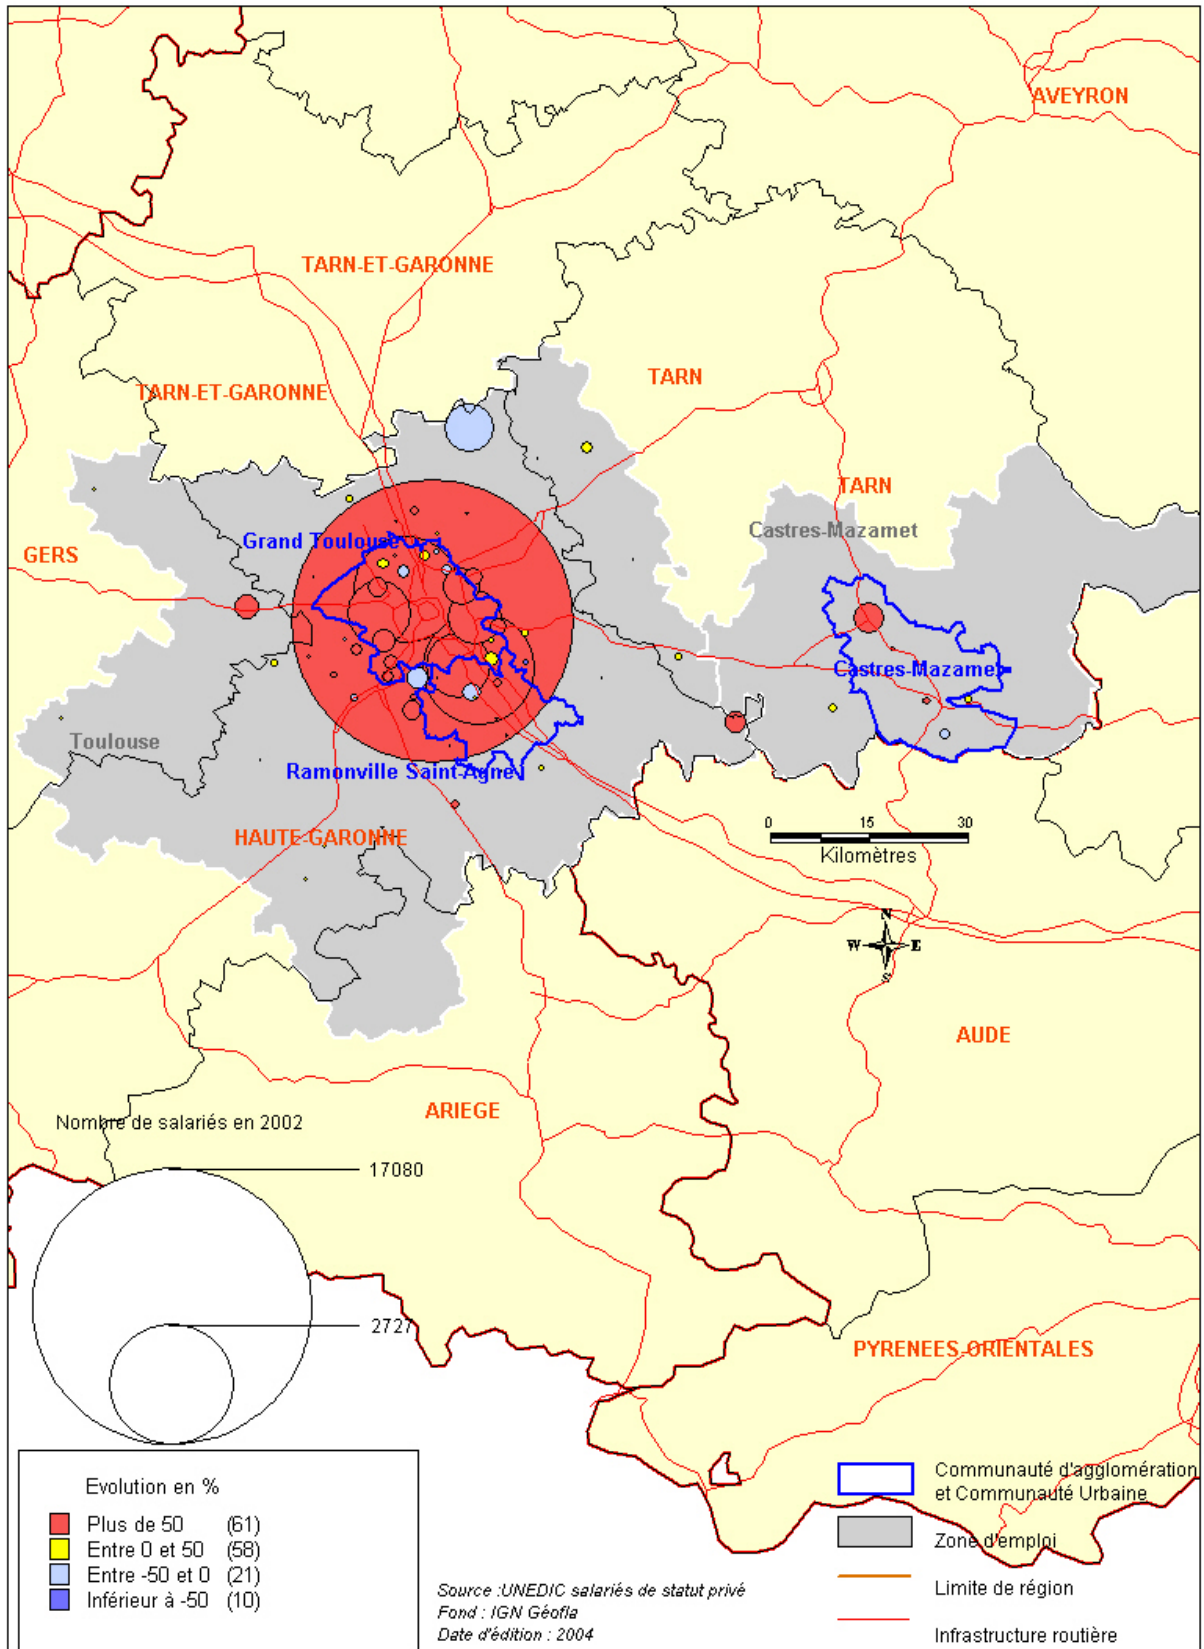 AVEYRON
TARN-ET-GARONNE
TARN-ET-GARONNE
TARN
TARN
Castres-Mazamet
Grand Toulouse
GERS
Castres-Mazamet
Toulouse
Ramonville Saint-Agne
HAUTE-GARONNE
0 15 30
Kilomètres
N
W E
S
AUDE
ARIEGE
Nombre de salariés en 2002
17080
2727
PYRENEES-ORIENTALES
Evolution en %
Plus de 50 (61)
Entre 0 et 50 (58)
Entre -50 et 0 (21)
Inférieur à -50 (10)
Source :UNEDIC salariés de statut privé
Fond : IGN Géofla
Date d'édition : 2004
Communauté d'agglomération
et Communauté Urbaine
Zone d'emploi
Limite de région
Infrastructure routière